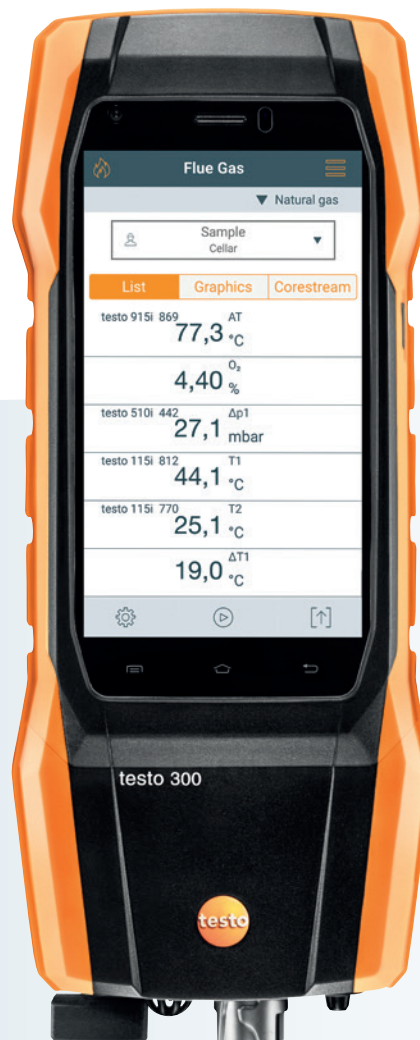 Flue Gas
Natural gas
Sample
Cellar
List Graphics Corestream
testo 915i 869 77,3 AT °C
4,40 O₂ %
testo 510i 442 27,1 Δp1 mbar
testo 115i 812 44,1 T1 °C
testo 115i 770 25,1 T2 °C
19,0 ΔT1 °C
testo 300
testo